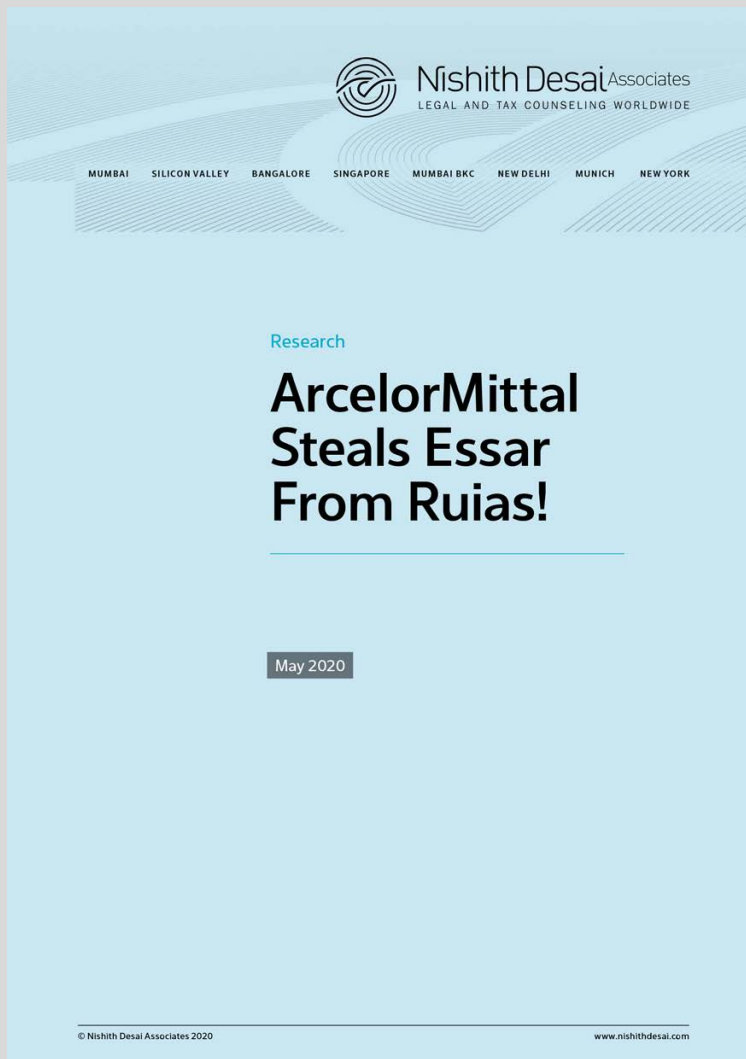 Nishith Desai Associates
LEGAL AND TAX COUNSELING WORLDWIDE
MUMBAI SILICON VALLEY BANGALORE SINGAPORE MUMBAI BKC NEW DELHI MUNICH NEW YORK
Research
ArcelorMittal
Steals Essar
From Ruias!
May 2020
© Nishith Desai Associates 2020 www.nishithdesai.com